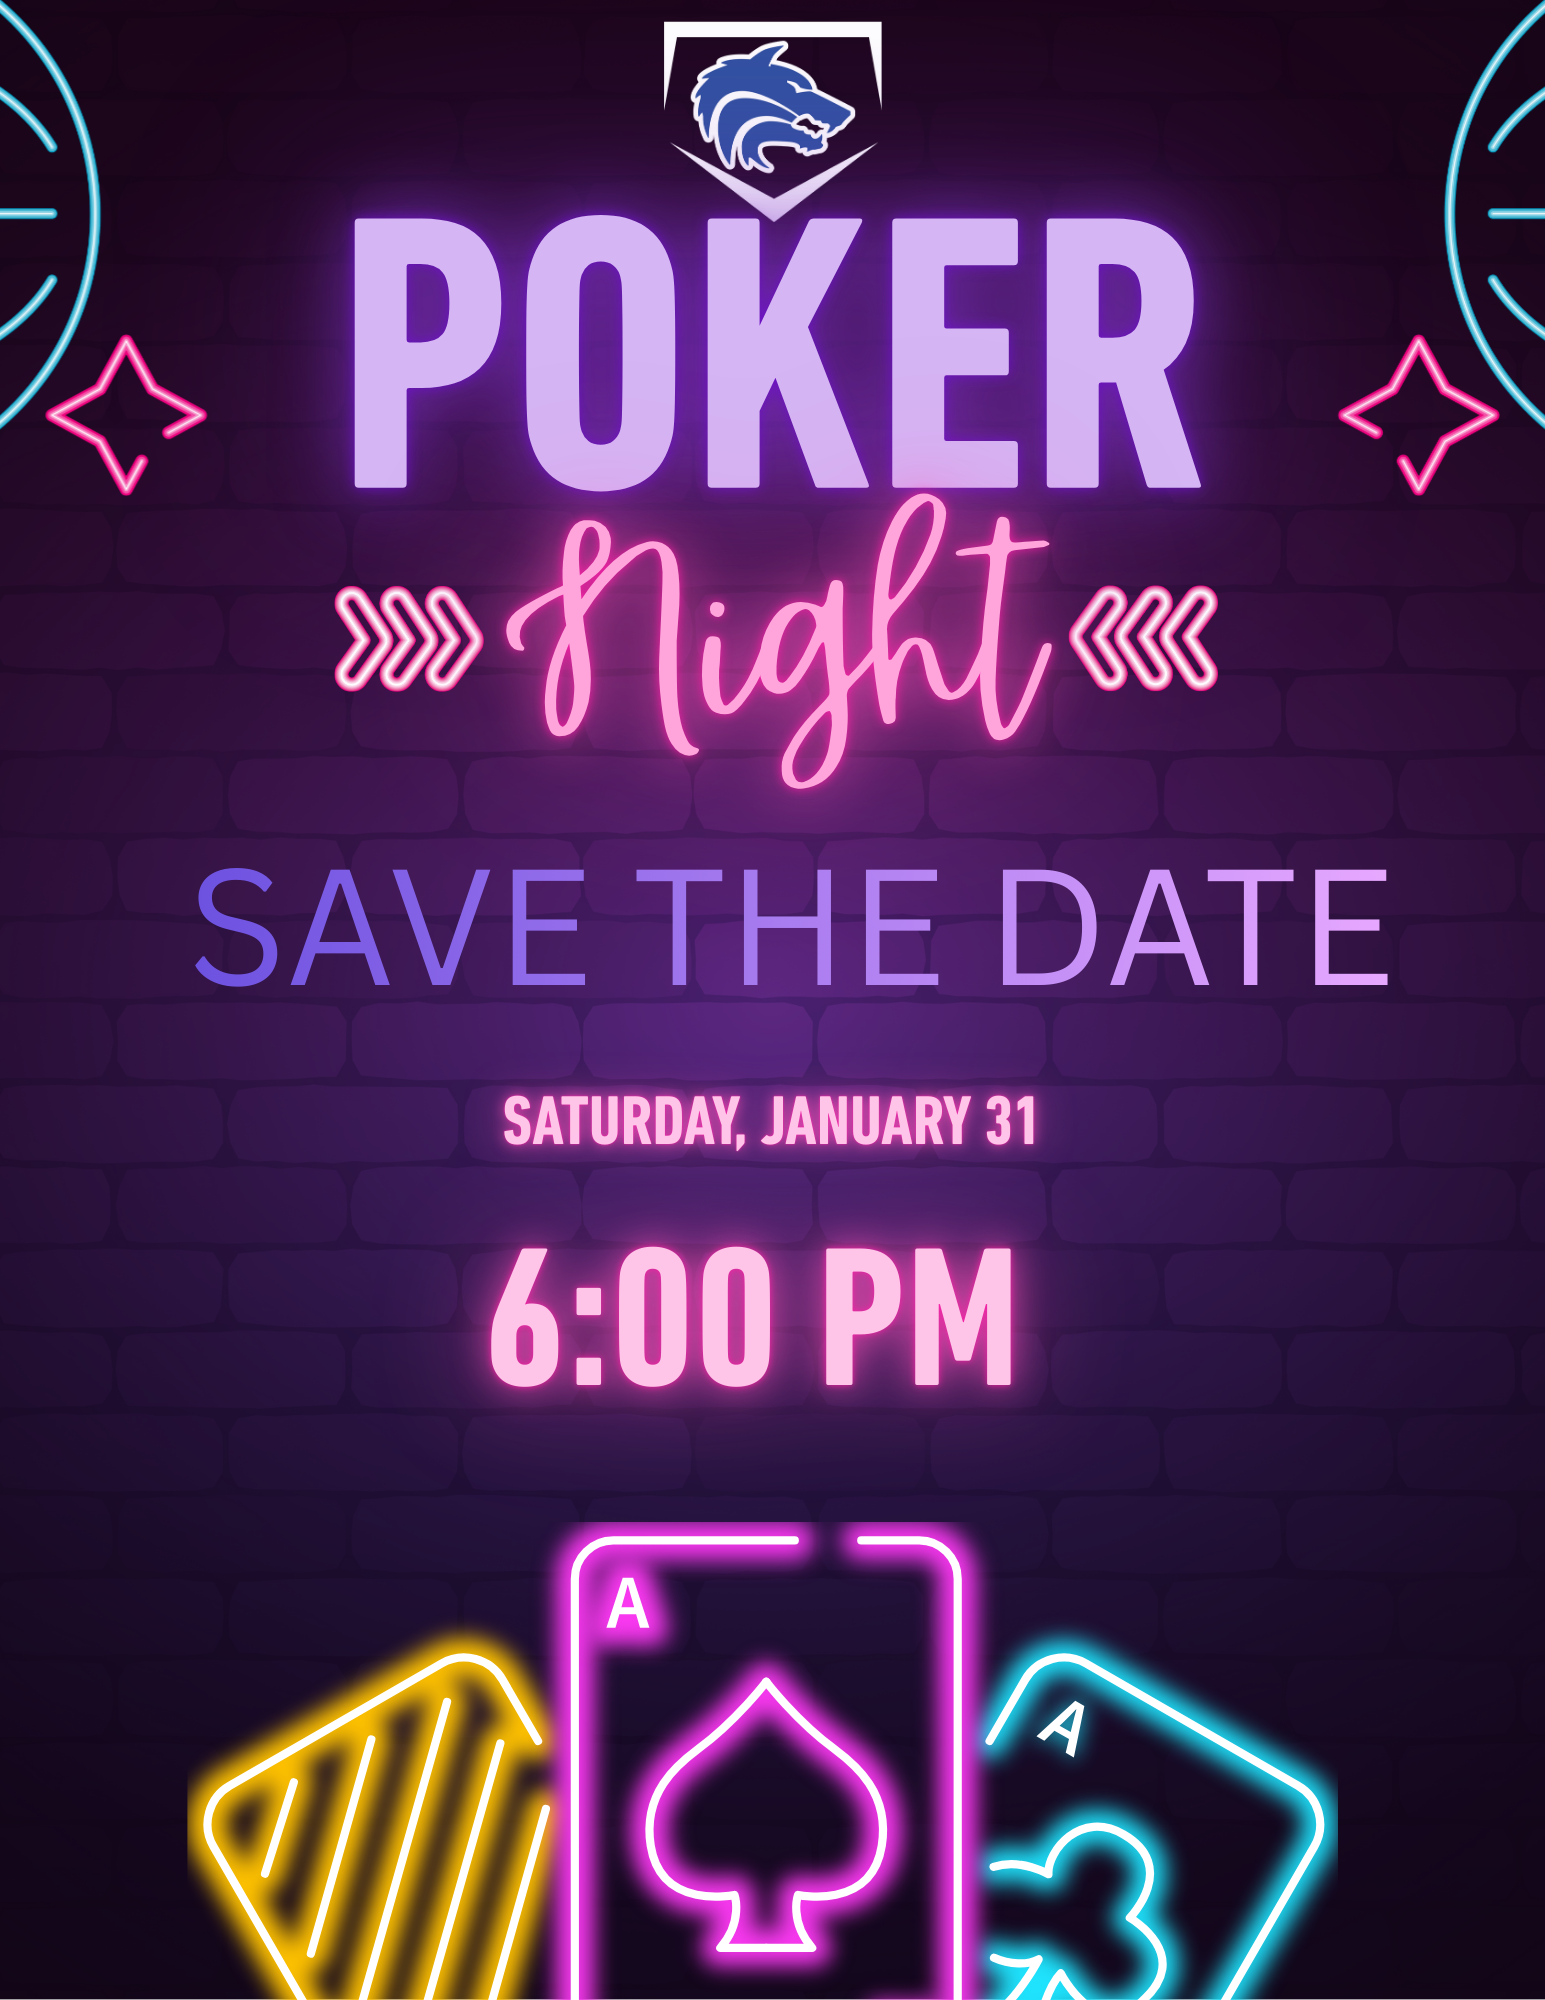 POKER
Night
SAVE THE DATE
SATURDAY, JANUARY 31
6:00 PM
A
A